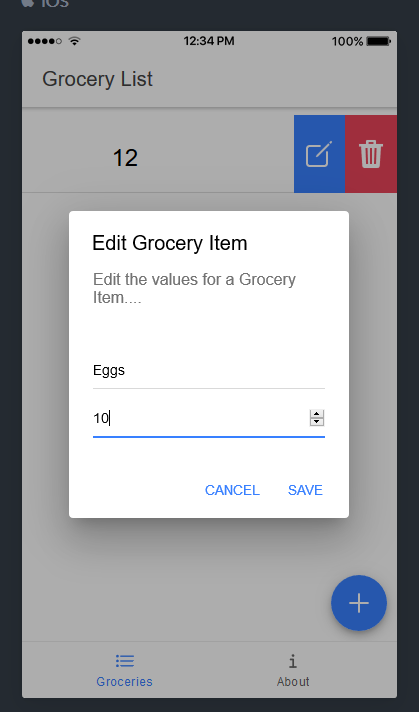 iOS
12:34 PM
100%
Grocery List
12
Edit Grocery Item
Edit the values for a Grocery
Item....
Eggs
10
CANCEL SAVE
Groceries
About